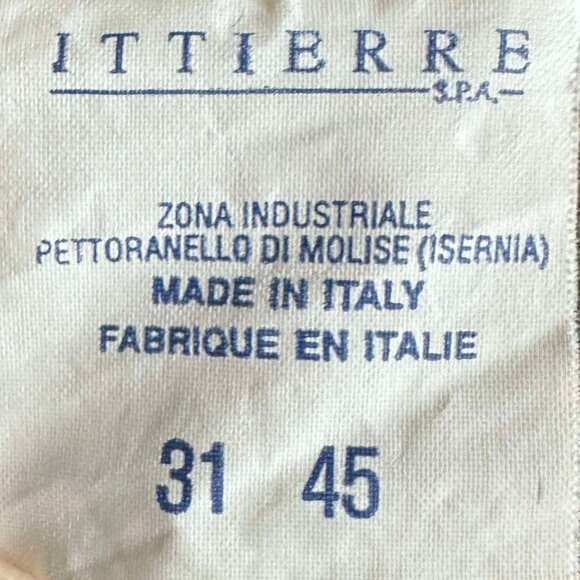 ITTIERRE
S.P.A.
ZONA INDUSTRIALE
PETTORANELLO DI MOLISE (ISERNIA)
MADE IN ITALY
FABRIQUE EN ITALIE
31 45